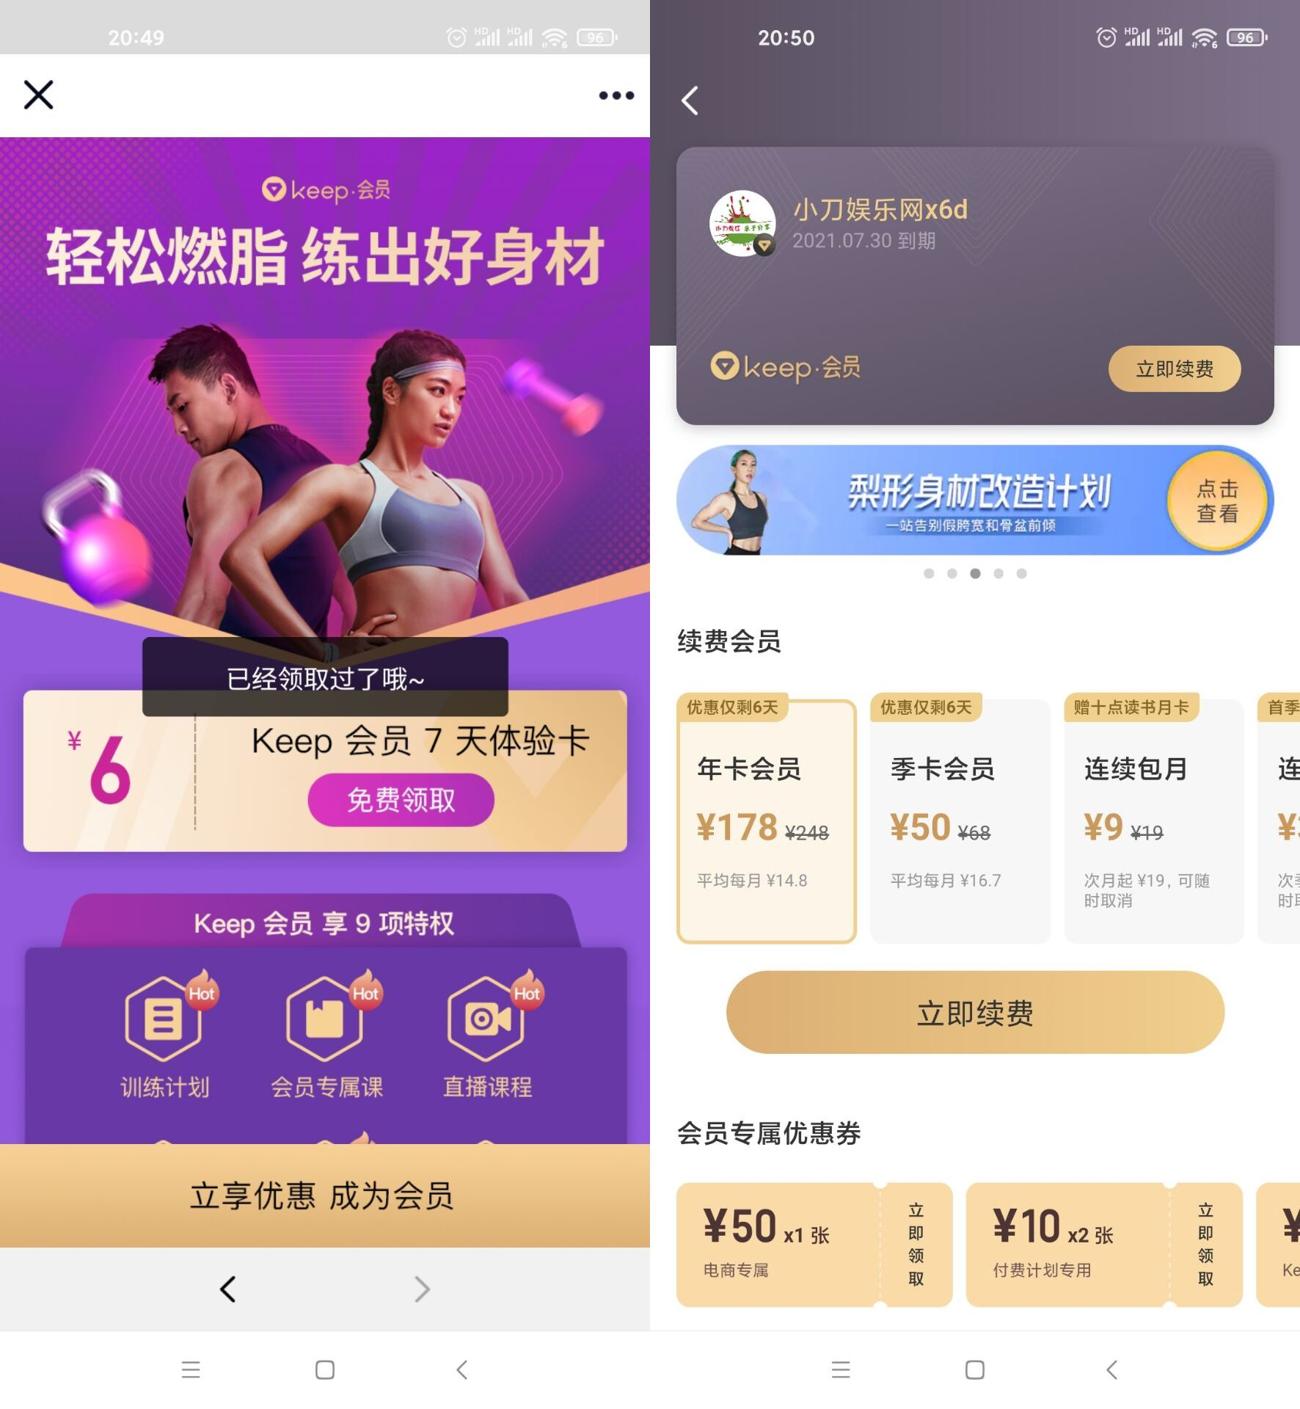 20:49
HD HD 6 96
keep·会员
轻松燃脂 练出好身材
已经领取过了哦~
¥6
Keep 会员 7 天体验卡
免费领取
Keep 会员 享 9 项特权
Hot Hot Hot
训练计划 会员专属课 直播课程
立享优惠 成为会员
20:50
HD HD 6 96
小刀娱乐网x6d
2021.07.30 到期
keep·会员
立即续费
梨形身材改造计划
一站告别假胯宽和骨盆前倾
点击
查看
续费会员
优惠仅剩6天 优惠仅剩6天 赠十点读书月卡 首季
年卡会员 季卡会员 连续包月 连
¥178 ¥248 ¥50 ¥68 ¥9 ¥19 ¥
平均每月 ¥14.8 平均每月 ¥16.7 次月起 ¥19，可随 次季
时取消 时取
立即续费
会员专属优惠券
¥50 x1 张 立即领取 ¥10 x2 张 立即领取 ¥
电商专属 付费计划专用 Ke